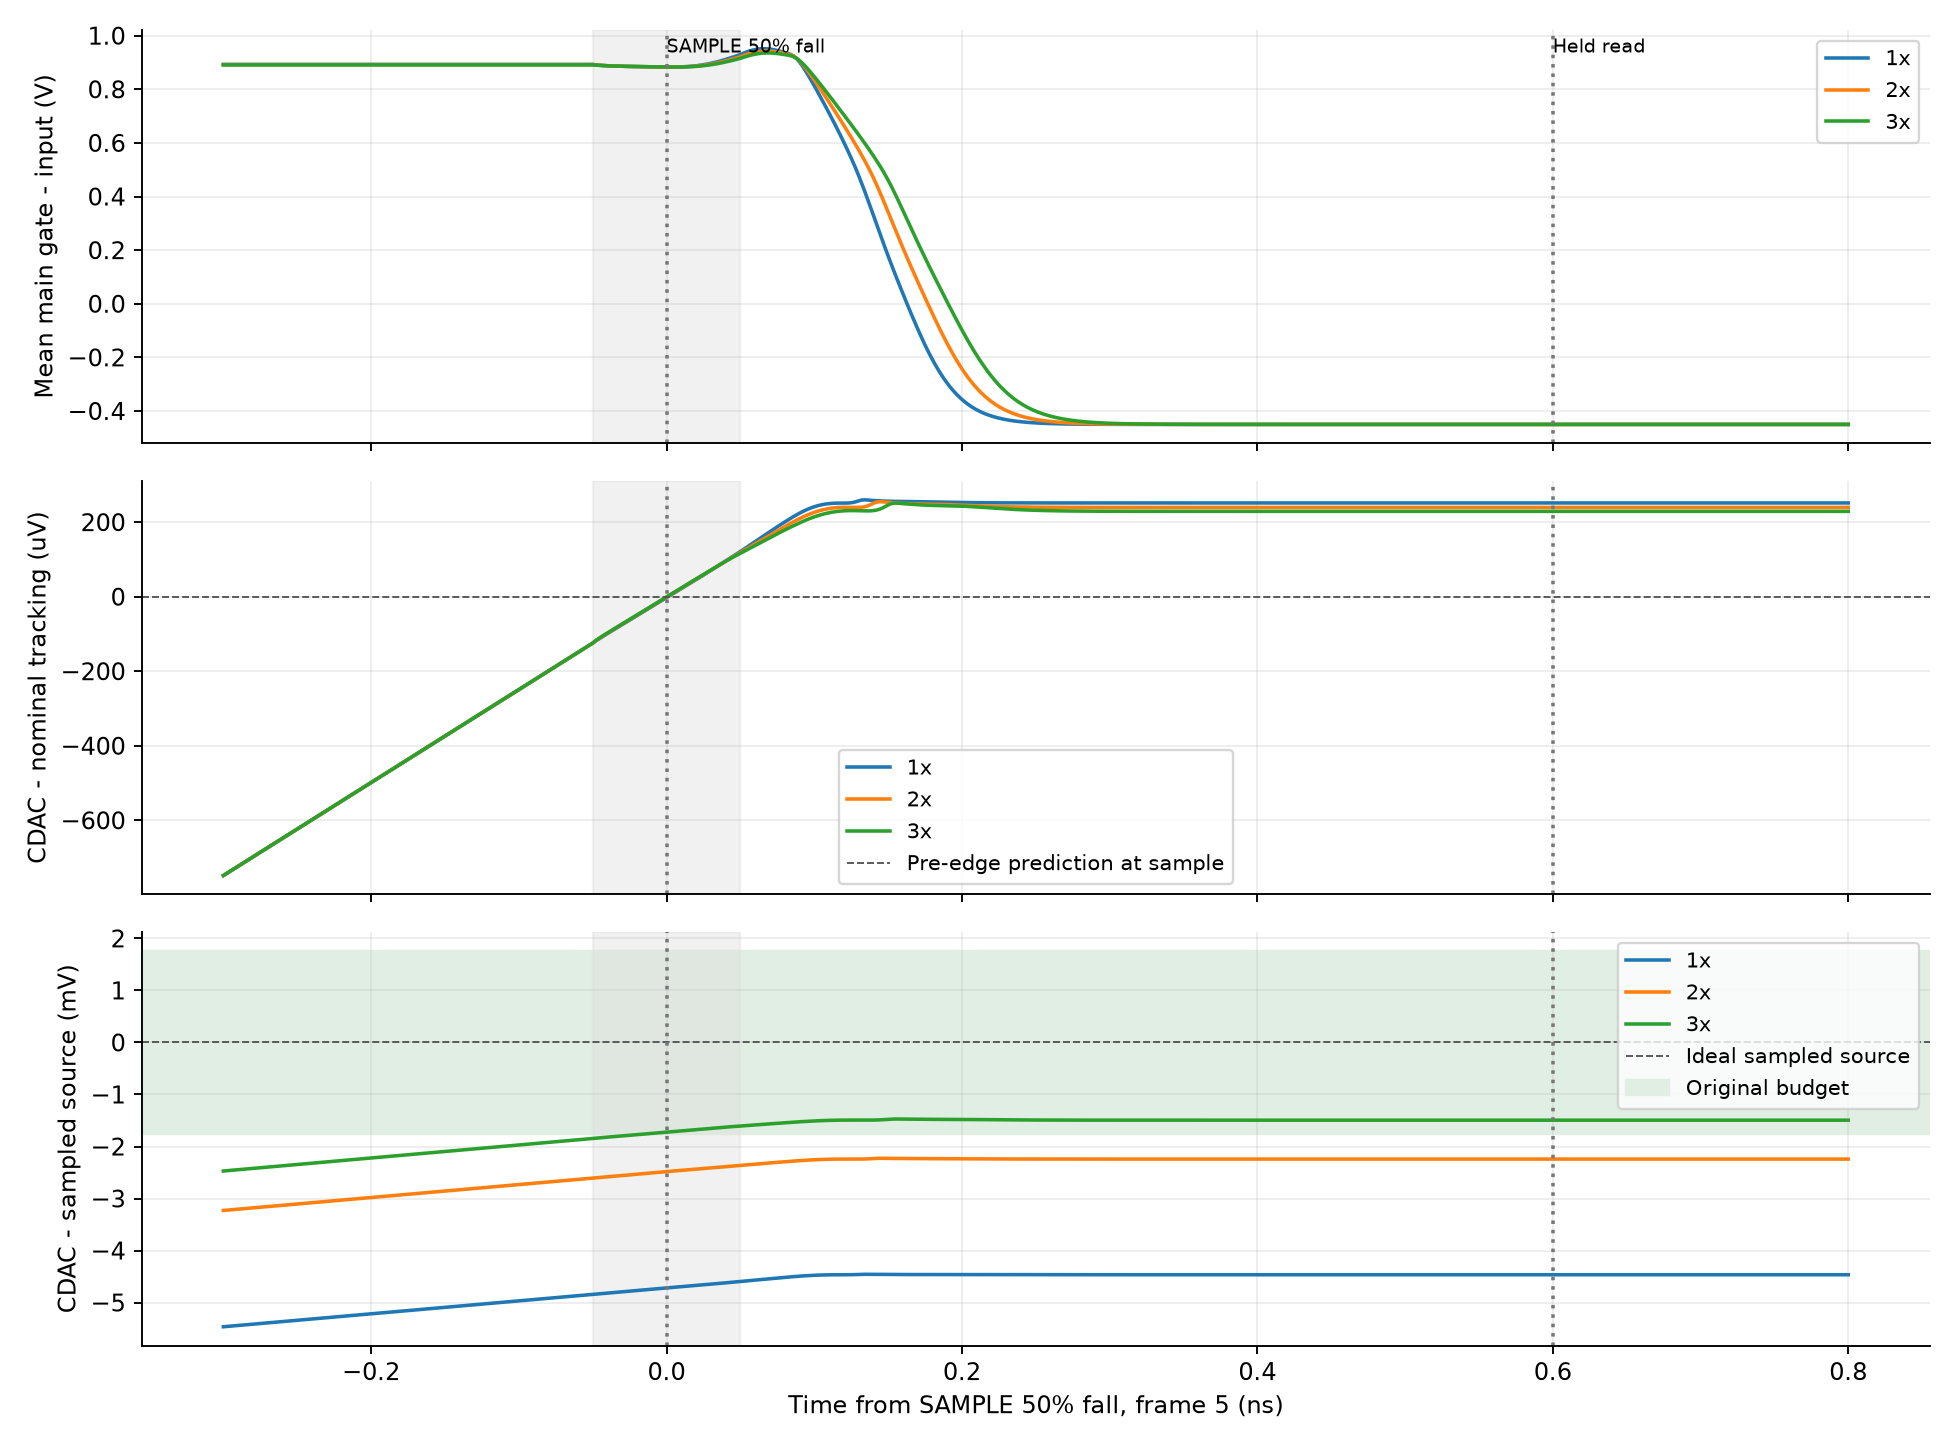 Mean main gate - input (V)
1.0
0.8
0.6
0.4
0.2
0.0
−0.2
−0.4
SAMPLE 50% fall
Held read
1x
2x
3x
CDAC - nominal tracking (uV)
200
0
−200
−400
−600
1x
2x
3x
Pre-edge prediction at sample
CDAC - sampled source (mV)
2
1
0
−1
−2
−3
−4
−5
1x
2x
3x
Ideal sampled source
Original budget
−0.2
0.0
0.2
0.4
0.6
0.8
Time from SAMPLE 50% fall, frame 5 (ns)